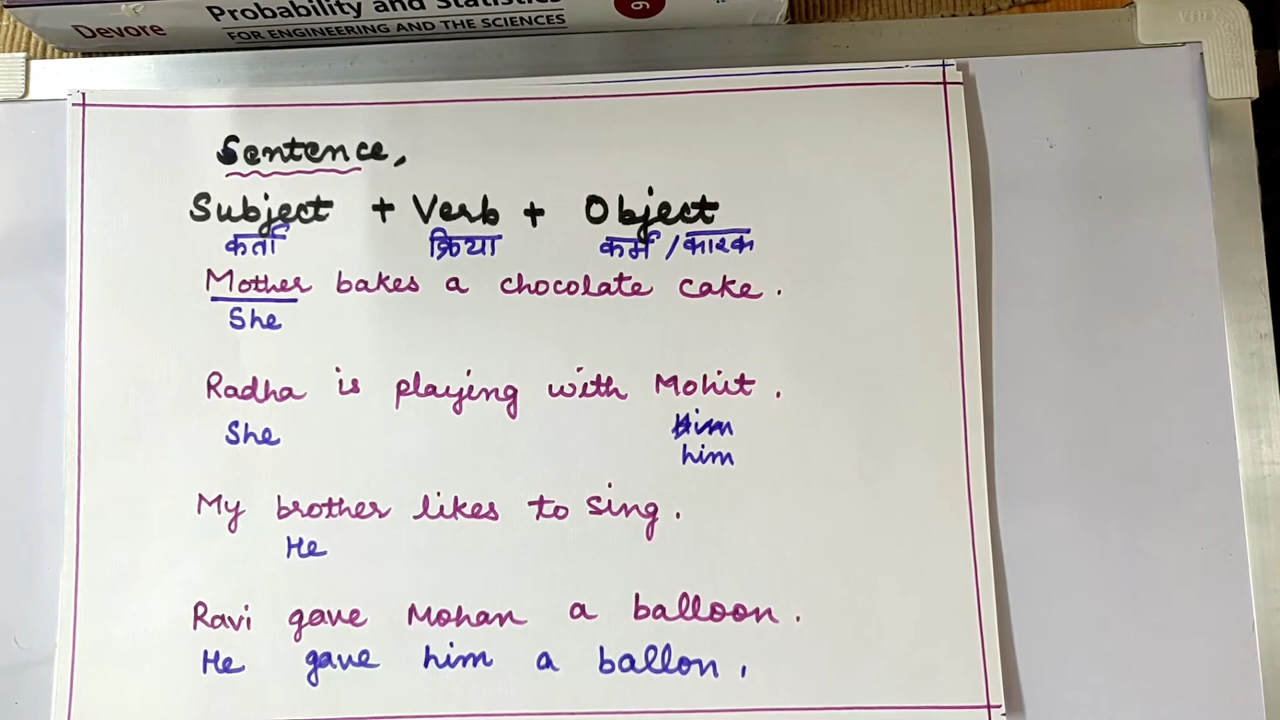 Devore Probability and Statistics
FOR ENGINEERING AND THE SCIENCES
9
Sentence,
Subject + Verb + Object
कर्ता क्रिया कर्म / कारक
Mother bakes a chocolate cake.
She
Radha is playing with Mohit.
She him
him
My brother likes to sing.
He
Ravi gave Mohan a balloon.
He gave him a ballon.